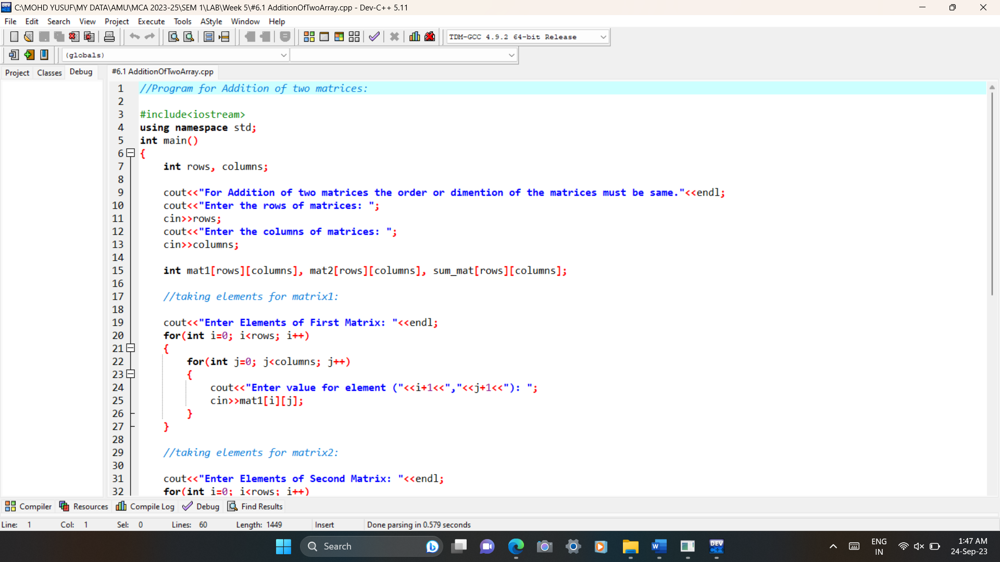 C:\MOHD YUSUF\MY DATA\AMU\MCA 2023-25\SEM 1\LAB\Week 5\#6.1 AdditionOfTwoArray.cpp - Dev-C++ 5.11
File Edit Search View Project Execute Tools AStyle Window Help
TDM-GCC 4.9.2 64-bit Release
(globals)
Project Classes Debug #6.1 AdditionOfTwoArray.cpp
1 //Program for Addition of two matrices:
2
3 #include<iostream>
4 using namespace std;
5 int main()
6 {
7 int rows, columns;
8
9 cout<<"For Addition of two matrices the order or dimention of the matrices must be same."<<endl;
10 cout<<"Enter the rows of matrices: ";
11 cin>>rows;
12 cout<<"Enter the columns of matrices: ";
13 cin>>columns;
14
15 int mat1[rows][columns], mat2[rows][columns], sum_mat[rows][columns];
16
17 //taking elements for matrix1:
18
19 cout<<"Enter Elements of First Matrix: "<<endl;
20 for(int i=0; i<rows; i++)
21 {
22 for(int j=0; j<columns; j++)
23 {
24 cout<<"Enter value for element ("<<i+1<<","<<j+1<<"): ";
25 cin>>mat1[i][j];
26 }
27 }
28
29 //taking elements for matrix2:
30
31 cout<<"Enter Elements of Second Matrix: "<<endl;
32 for(int i=0; i<rows; i++)
Compiler Resources Compile Log Debug Find Results
Line: 1 Col: 1 Sel: 0 Lines: 60 Length: 1449 Insert Done parsing in 0.579 seconds
Search DEV C++ ENG IN 1:47 AM 24-Sep-23